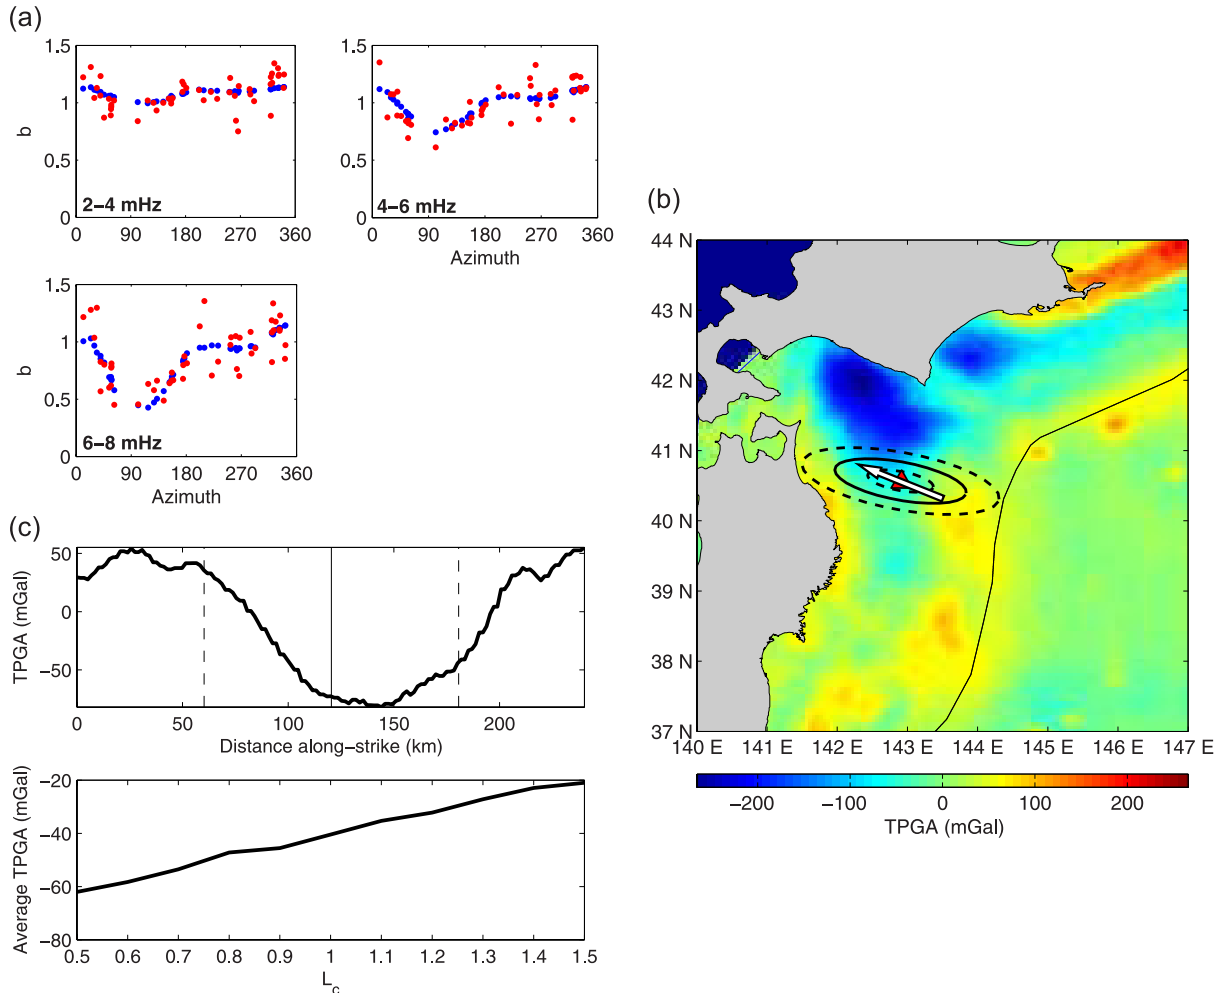 (a)
1.5
1
0.5
0
b
2−4 mHz
0 90 180 270 360
1.5
1
0.5
0
4−6 mHz
0 90 180 270 360
Azimuth
1.5
1
0.5
0
b
6−8 mHz
0 90 180 270 360
Azimuth
(b)
44 N
43 N
42 N
41 N
40 N
39 N
38 N
37 N
140 E 141 E 142 E 143 E 144 E 145 E 146 E 147 E
−200 −100 0 100 200
TPGA (mGal)
(c)
50
0
−50
TPGA (mGal)
0 50 100 150 200
Distance along−strike (km)
−20
−40
−60
−80
Average TPGA (mGal)
0.5 0.6 0.7 0.8 0.9 1 1.1 1.2 1.3 1.4 1.5
Lc